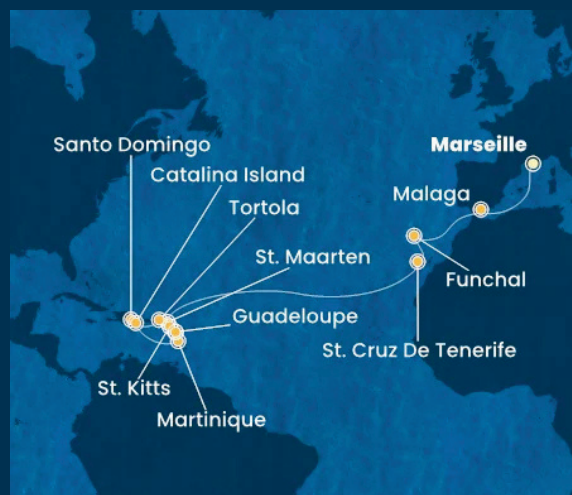 Santo Domingo
Marseille
Catalina Island
Malaga
Tortola
St. Maarten
Funchal
Guadeloupe
St. Cruz De Tenerife
St. Kitts
Martinique